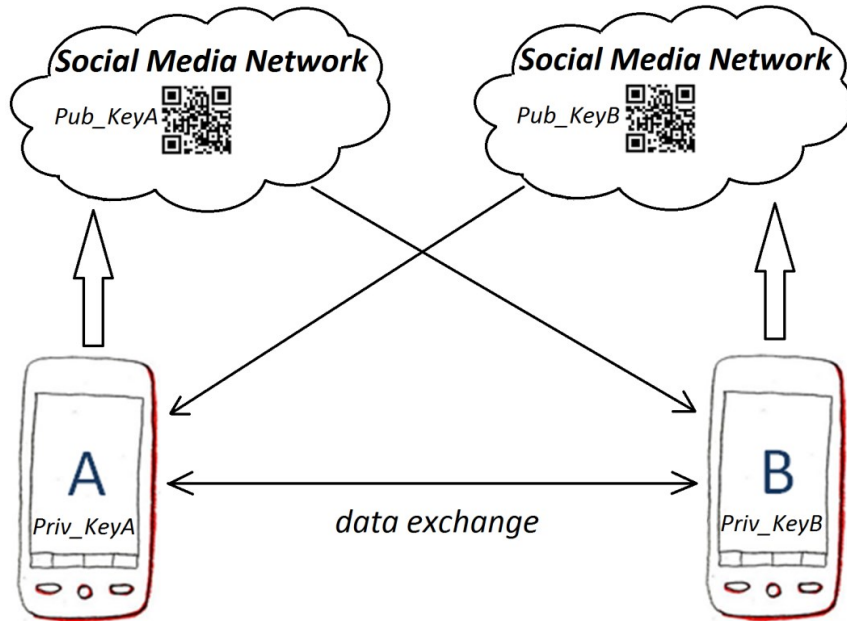 Social Media Network
Pub_KeyA
Social Media Network
Pub_KeyB
A
Priv_KeyA
B
Priv_KeyB
data exchange